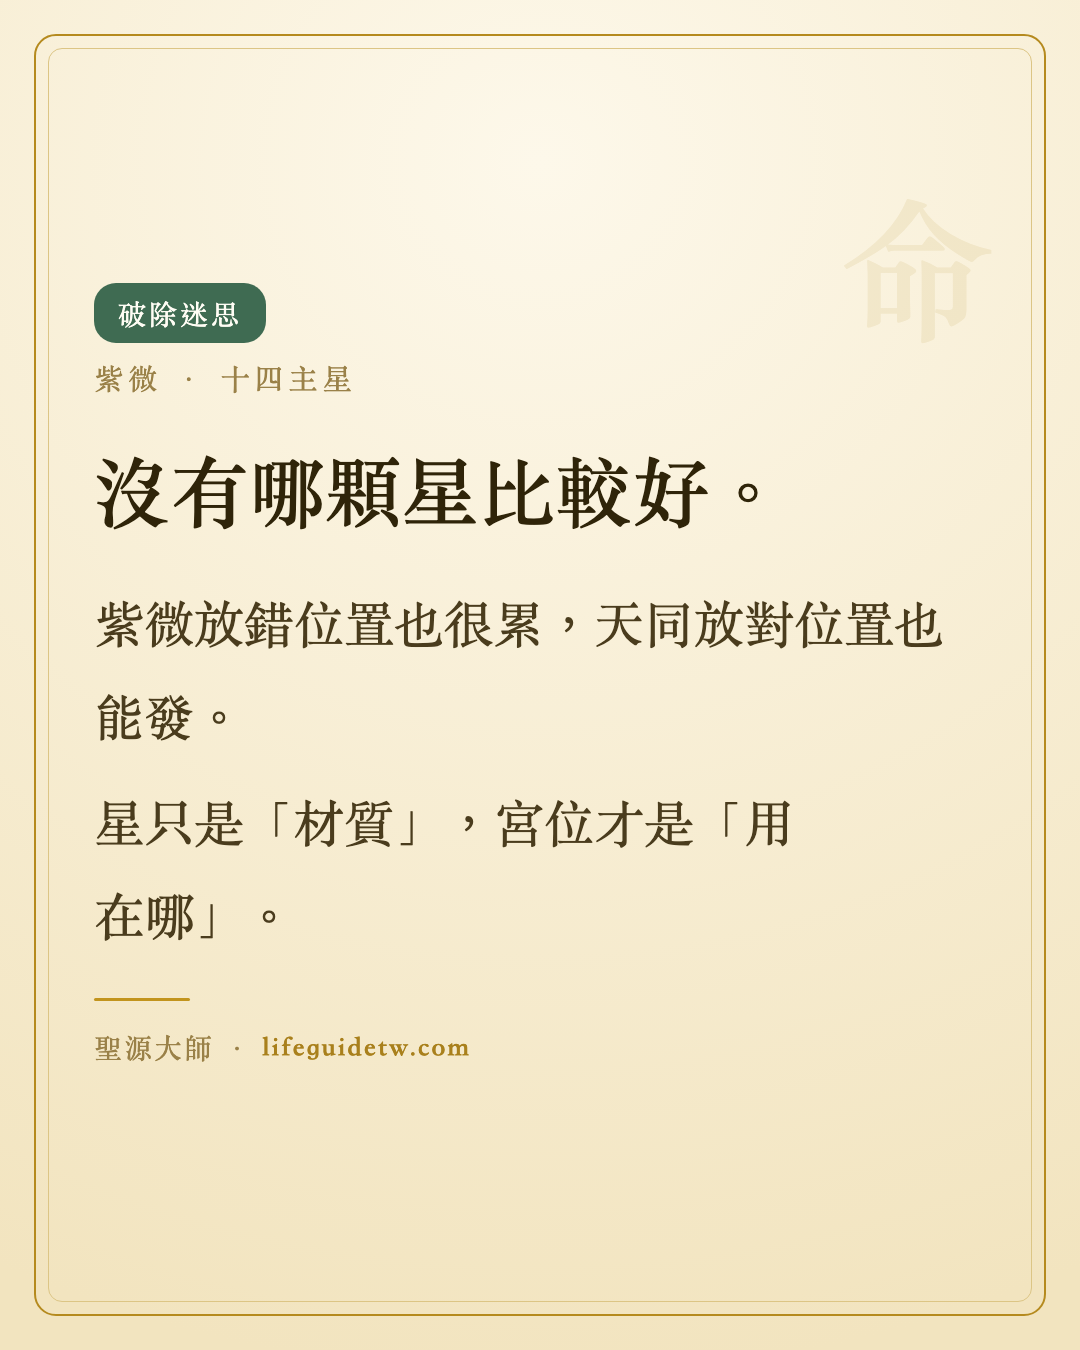 命
破除迷思
紫微 · 十四主星
沒有哪顆星比較好。
紫微放錯位置也很累，天同放對位置也
能發。
星只是「材質」，宮位才是「用
在哪」。
聖源大師 · lifeguidetw.com